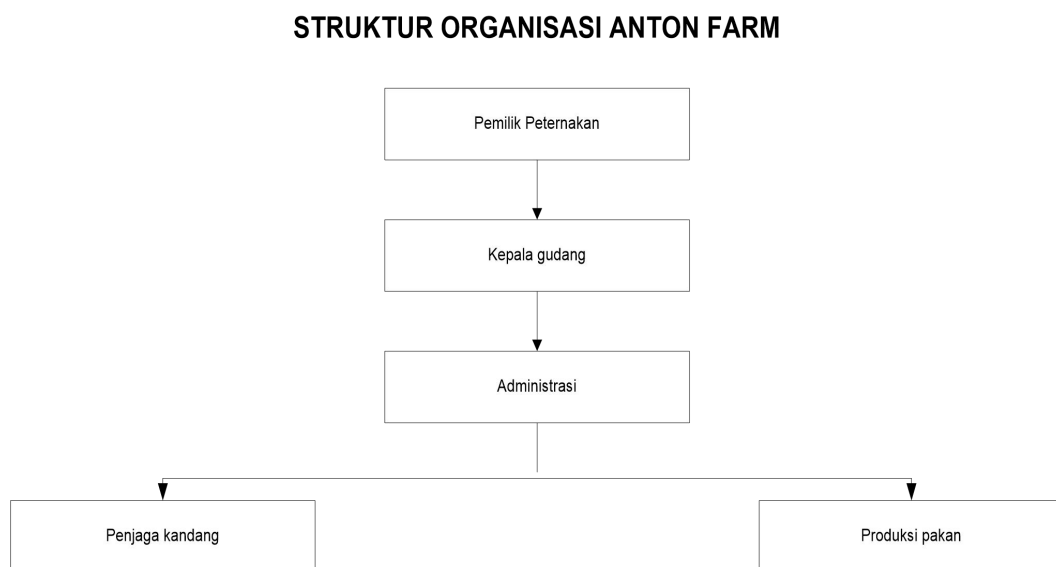 STRUKTUR ORGANISASI ANTON FARM
Pemilik Peternakan
Kepala gudang
Administrasi
Penjaga kandang
Produksi pakan